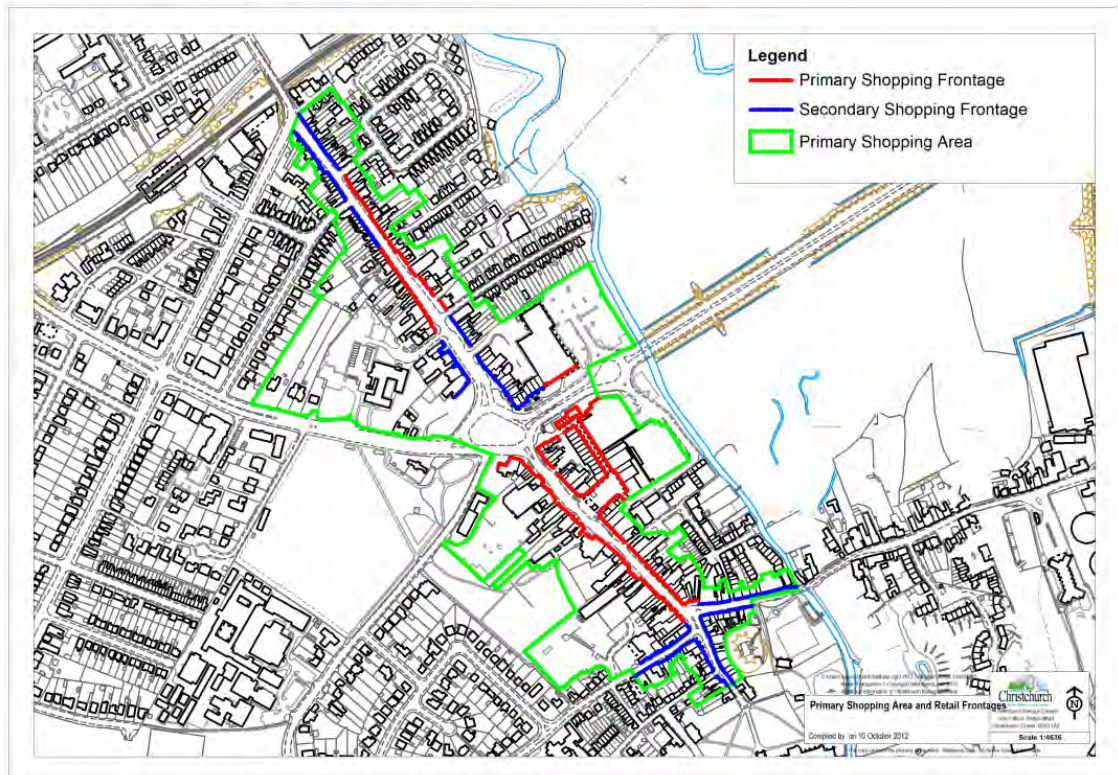 Legend
Primary Shopping Frontage
Secondary Shopping Frontage
Primary Shopping Area
Christchurch
Primary Shopping Area and Retail Frontages
N
Compiled by on 10 October 2012
Scale 1:4636